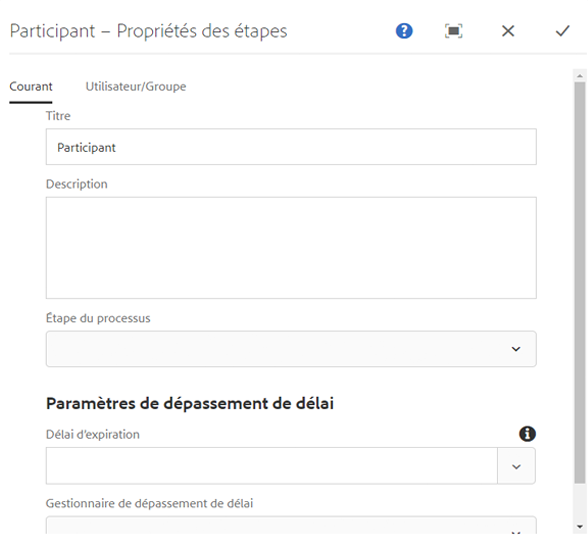 Participant – Propriétés des étapes
Courant
Utilisateur/Groupe
Titre
Participant
Description
Étape du processus
Paramètres de dépassement de délai
Délai d'expiration
Gestionnaire de dépassement de délai